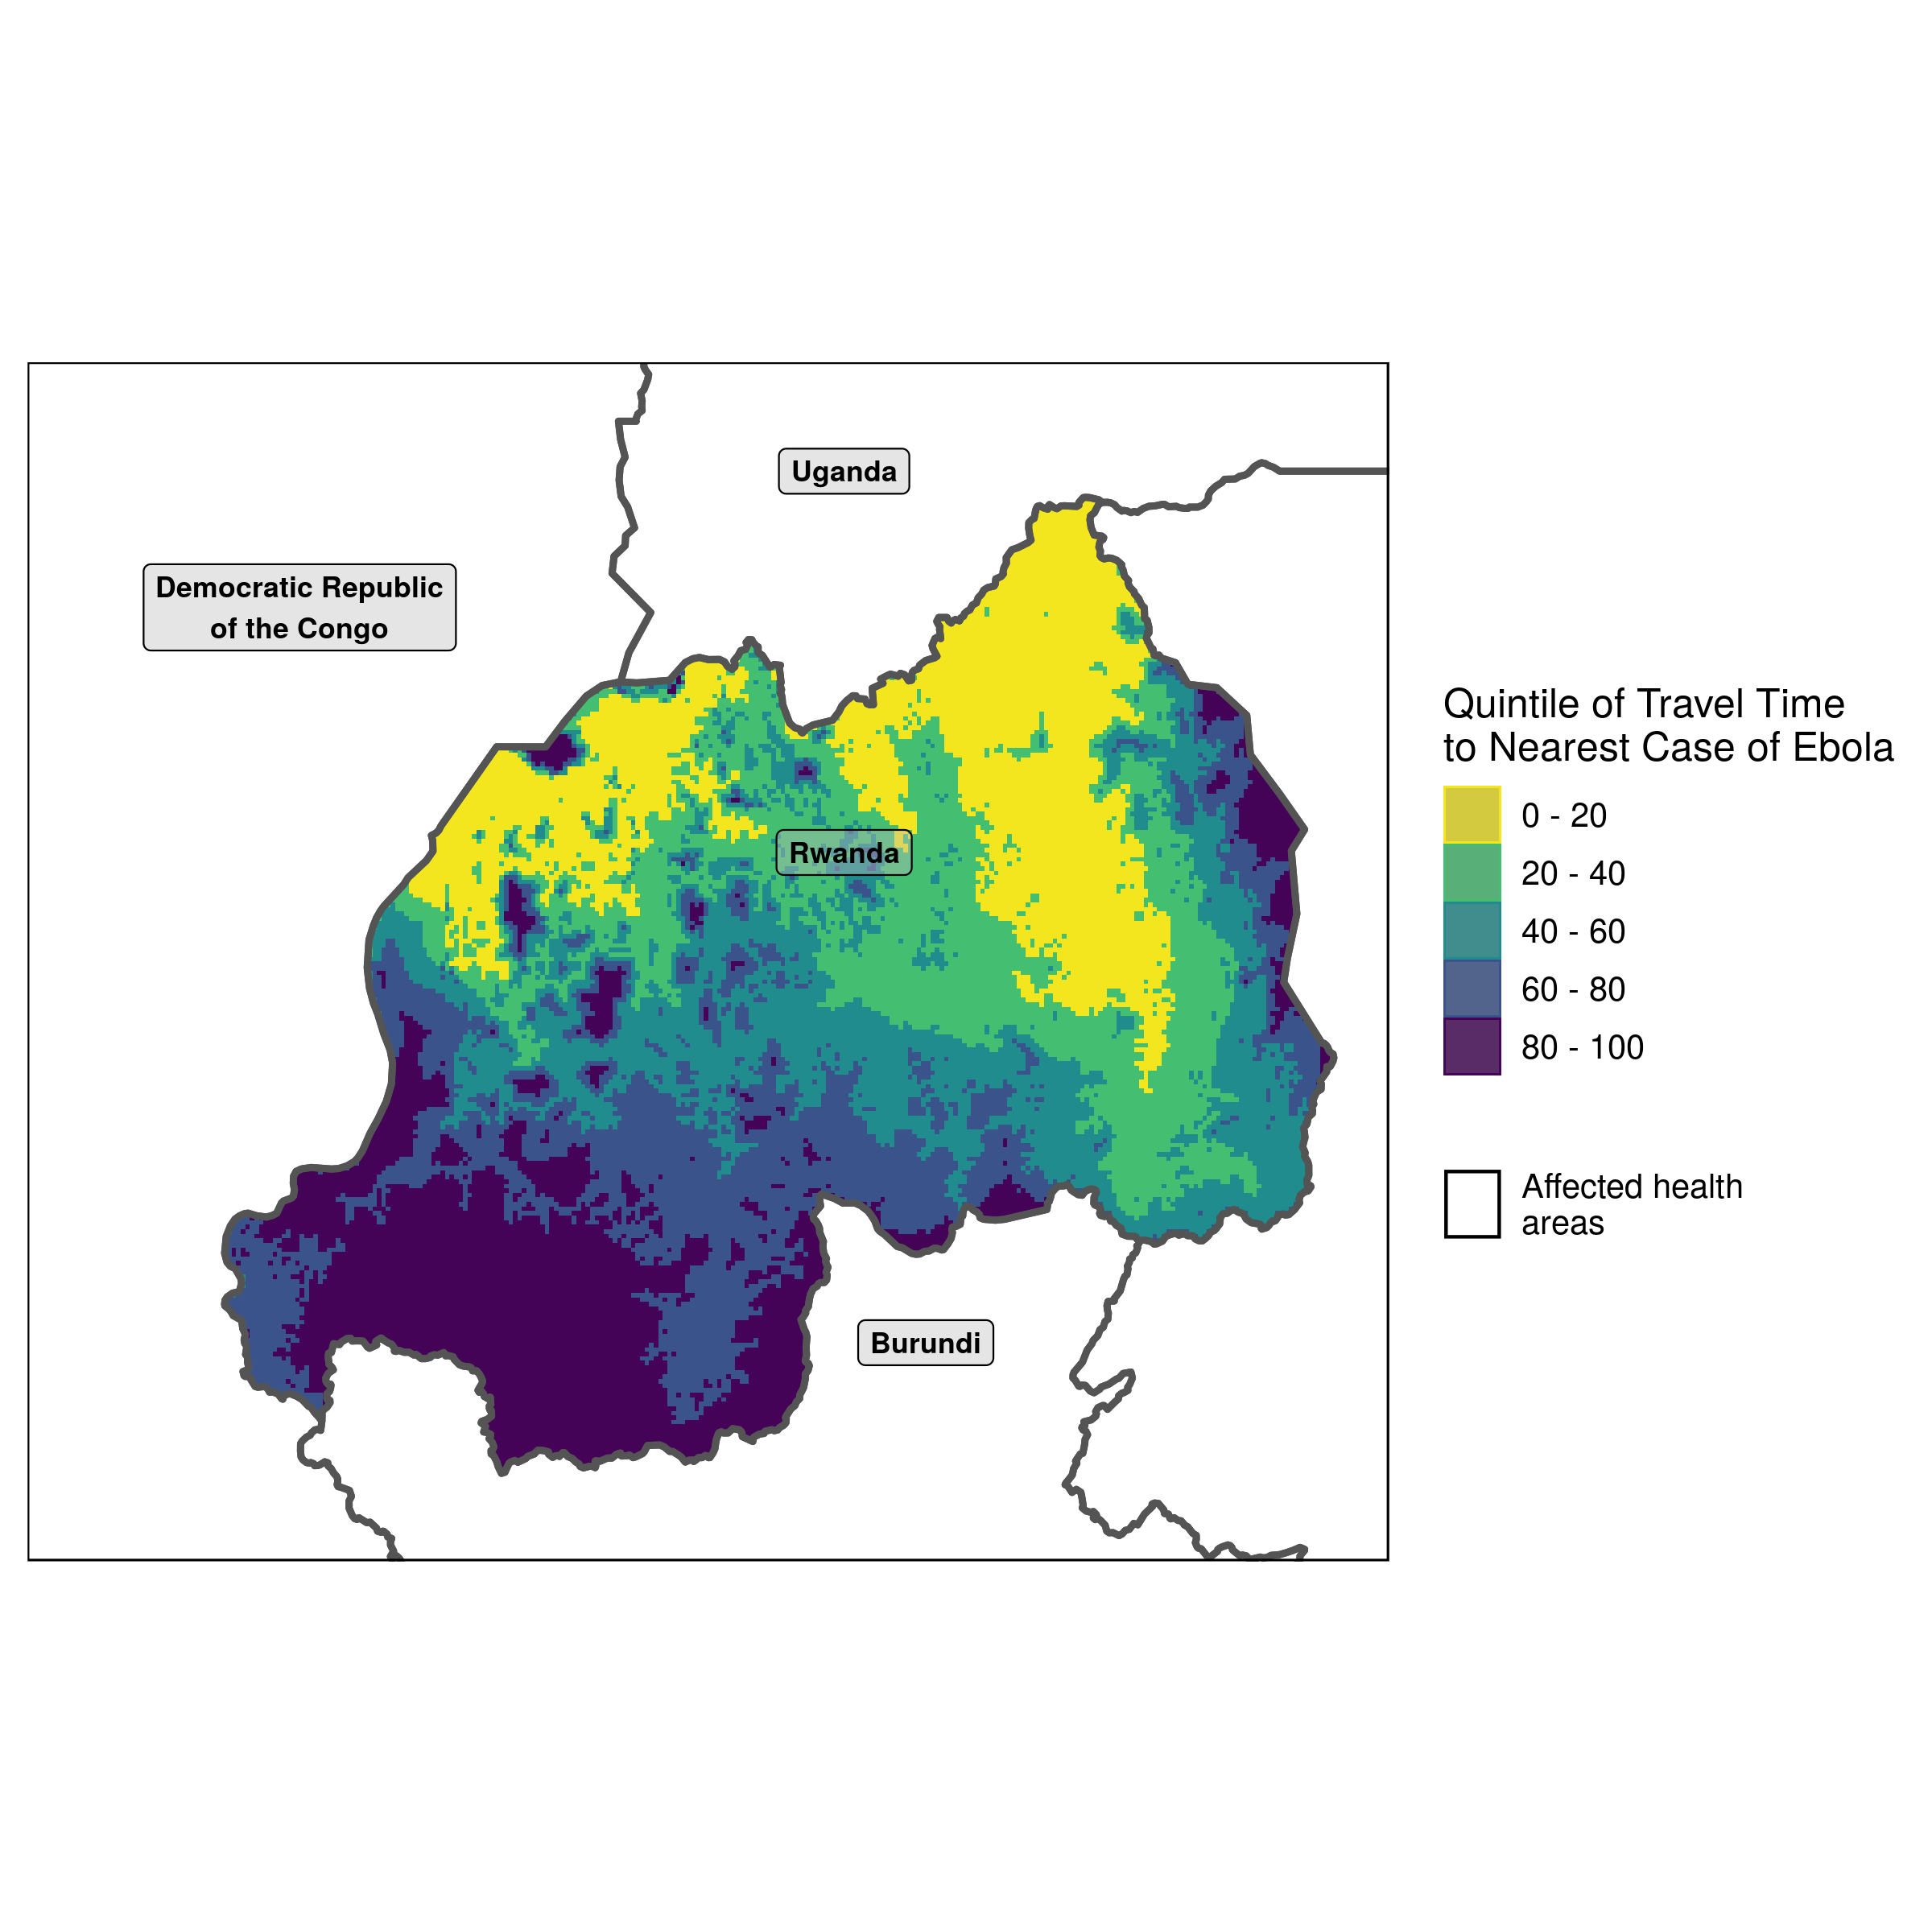 Uganda
Democratic Republic
of the Congo
Rwanda
Burundi
Quintile of Travel Time
to Nearest Case of Ebola
0 - 20
20 - 40
40 - 60
60 - 80
80 - 100
Affected health
areas